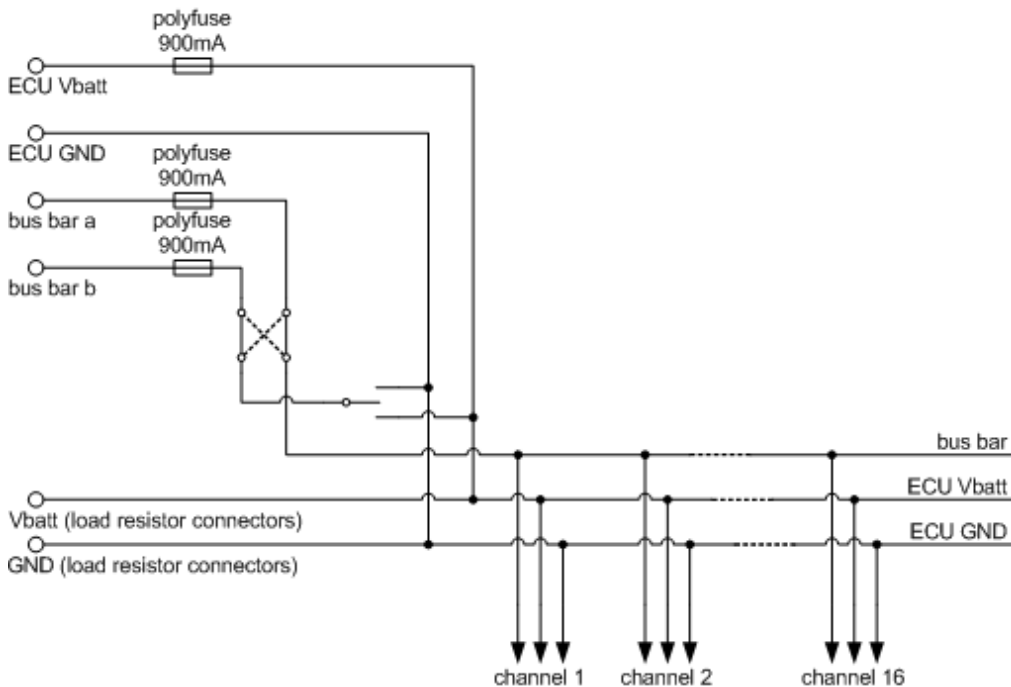 polyfuse
900mA
ECU Vbatt
ECU GND
polyfuse
900mA
bus bar a
polyfuse
900mA
bus bar b
bus bar
ECU Vbatt
Vbatt (load resistor connectors)
ECU GND
GND (load resistor connectors)
channel 1
channel 2
channel 16